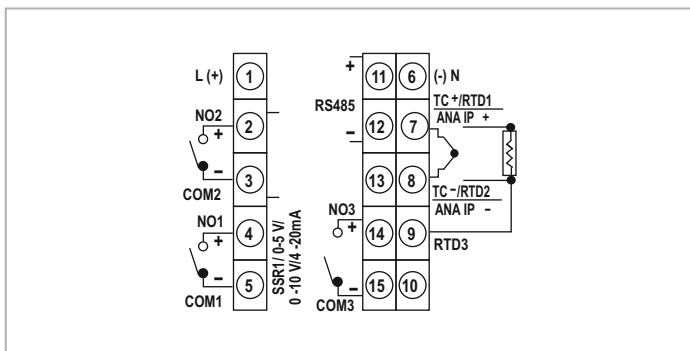 L (+)
1
NO2
+
2
−
3
COM2
NO1
+
4
−
5
COM1
SSR1/ 0-5 V/
0 -10 V/4 -20mA
+
11
6
(-) N
RS485
TC +/RTD1
ANA IP +
−
12
7
13
8
TC −/RTD2
ANA IP −
NO3
+
14
9
RTD3
−
15
10
COM3